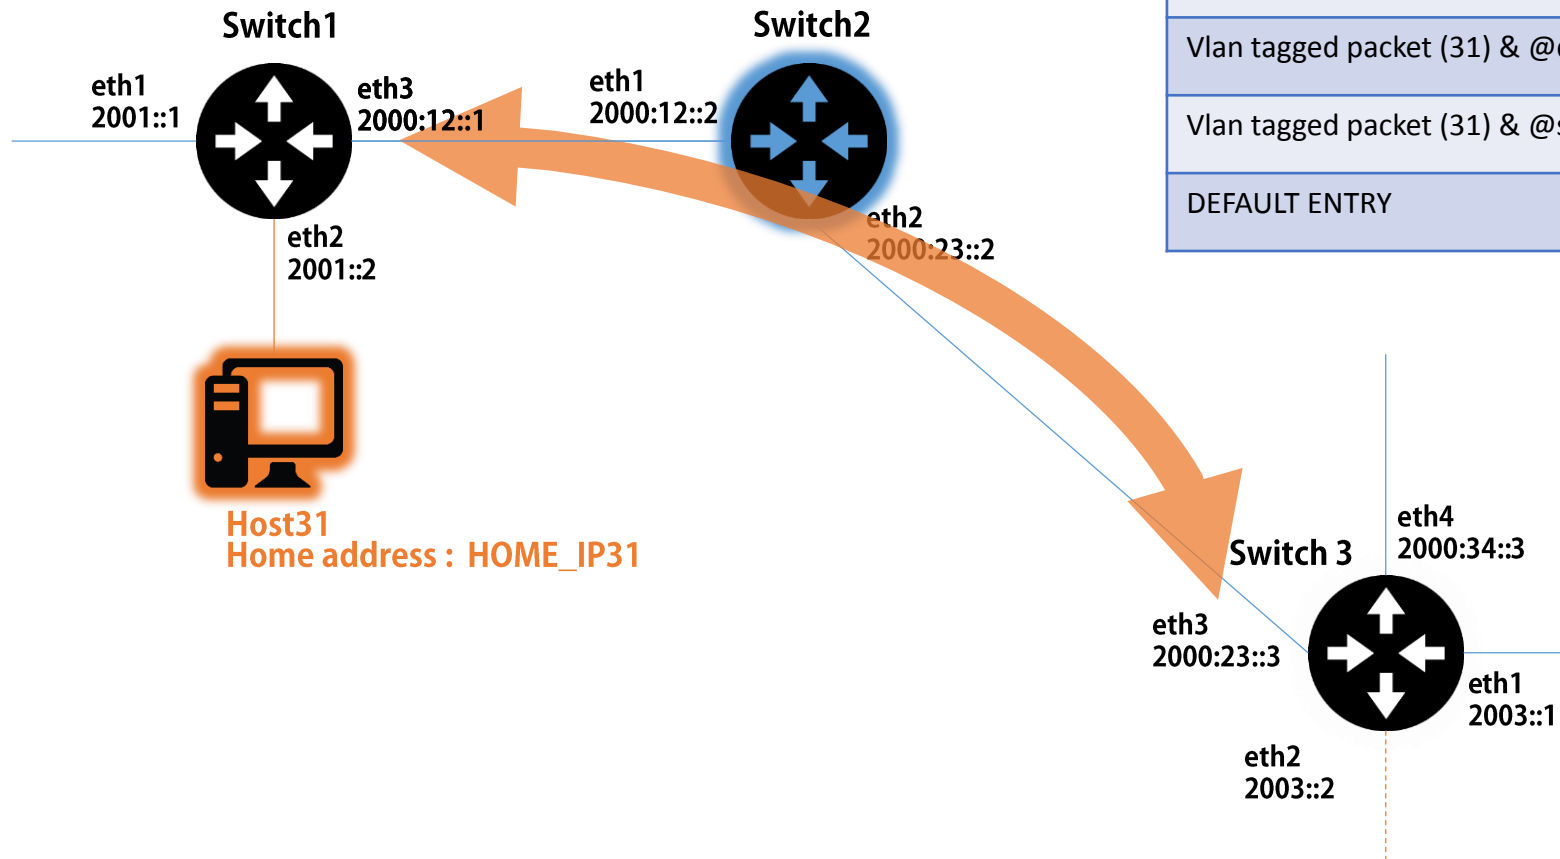 Switch1
Switch2
Vlan tagged packet (31) &
Vlan tagged packet (31) &
DEFAULT ENTRY
eth1
2001::1
eth3
2000:12::1
eth1
2000:12::2
eth2
2001::2
eth2
2000:23::2
Host31
Home address : HOME_IP31
eth4
2000:34::3
Switch 3
eth3
2000:23::3
eth1
2003::1
eth2
2003::2